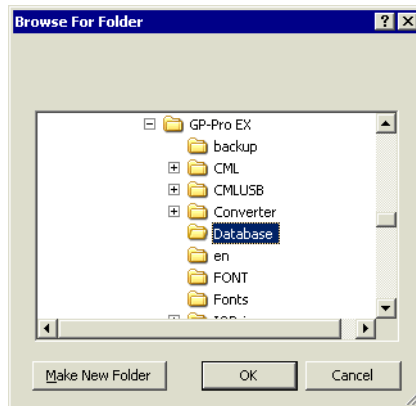 Browse For Folder
GP-Pro EX
backup
CML
CMLUSB
Converter
Database
en
FONT
Fonts
Make New Folder OK Cancel